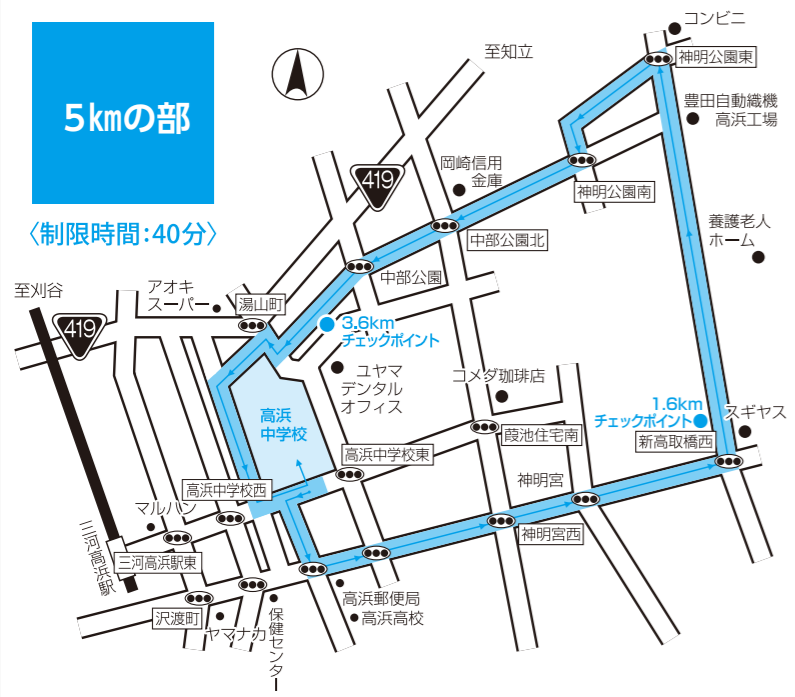 5kmの部
〈制限時間:40分〉
コンビニ
神明公園東
至知立
豊田自動織機
高浜工場
岡崎信用
金庫
419
神明公園南
養護老人
ホーム
中部公園北
中部公園
至刈谷
アオキ
スーパー
湯山町
419
3.6km
チェックポイント
ユヤマ
デンタル
オフィス
コメダ珈琲店
1.6km
チェックポイント
スギヤス
新高取橋西
高浜
中学校
葭池住宅南
高浜中学校東
高浜中学校西
神明宮
マルハン
神明宮西
三河高浜駅
三河高浜駅東
高浜郵便局
高浜高校
沢渡町
ヤマナカ
保健センター